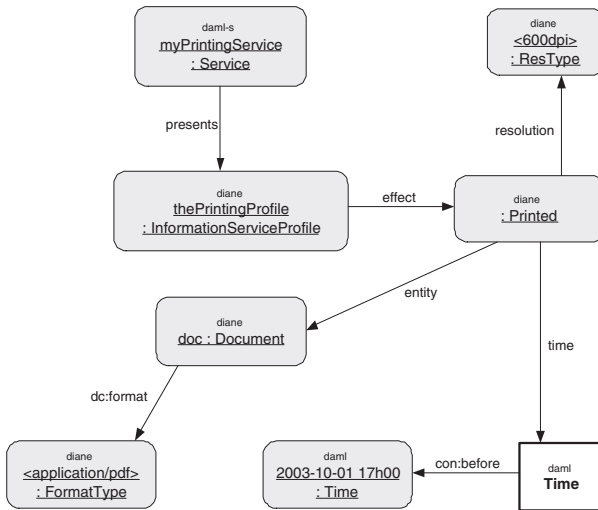 daml-s
myPrintingService
: Service
diane
<600dpi>
: ResType
presents
resolution
diane
thePrintingProfile
: InformationServiceProfile
effect
diane
: Printed
entity
diane
doc : Document
time
dc:format
diane
<application/pdf>
: FormatType
daml
2003-10-01 17h00
: Time
con:before
daml
Time